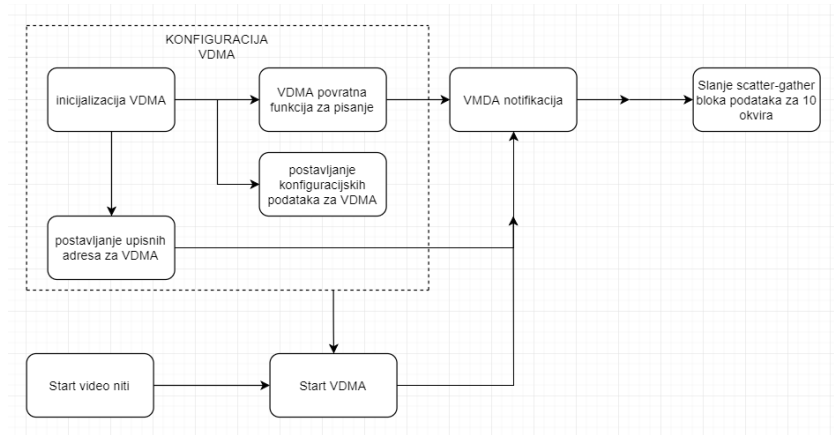 KONFIGURACIJA
VDMA
inicijalizacija VDMA
VDMA povratna
funkcija za pisanje
VMDA notifikacija
Slanje scatter-gather
bloka podataka za 10
okvira
postavljanje
konfiguracijskih
podataka za VDMA
postavljanje upisnih
adresa za VDMA
Start video niti
Start VDMA